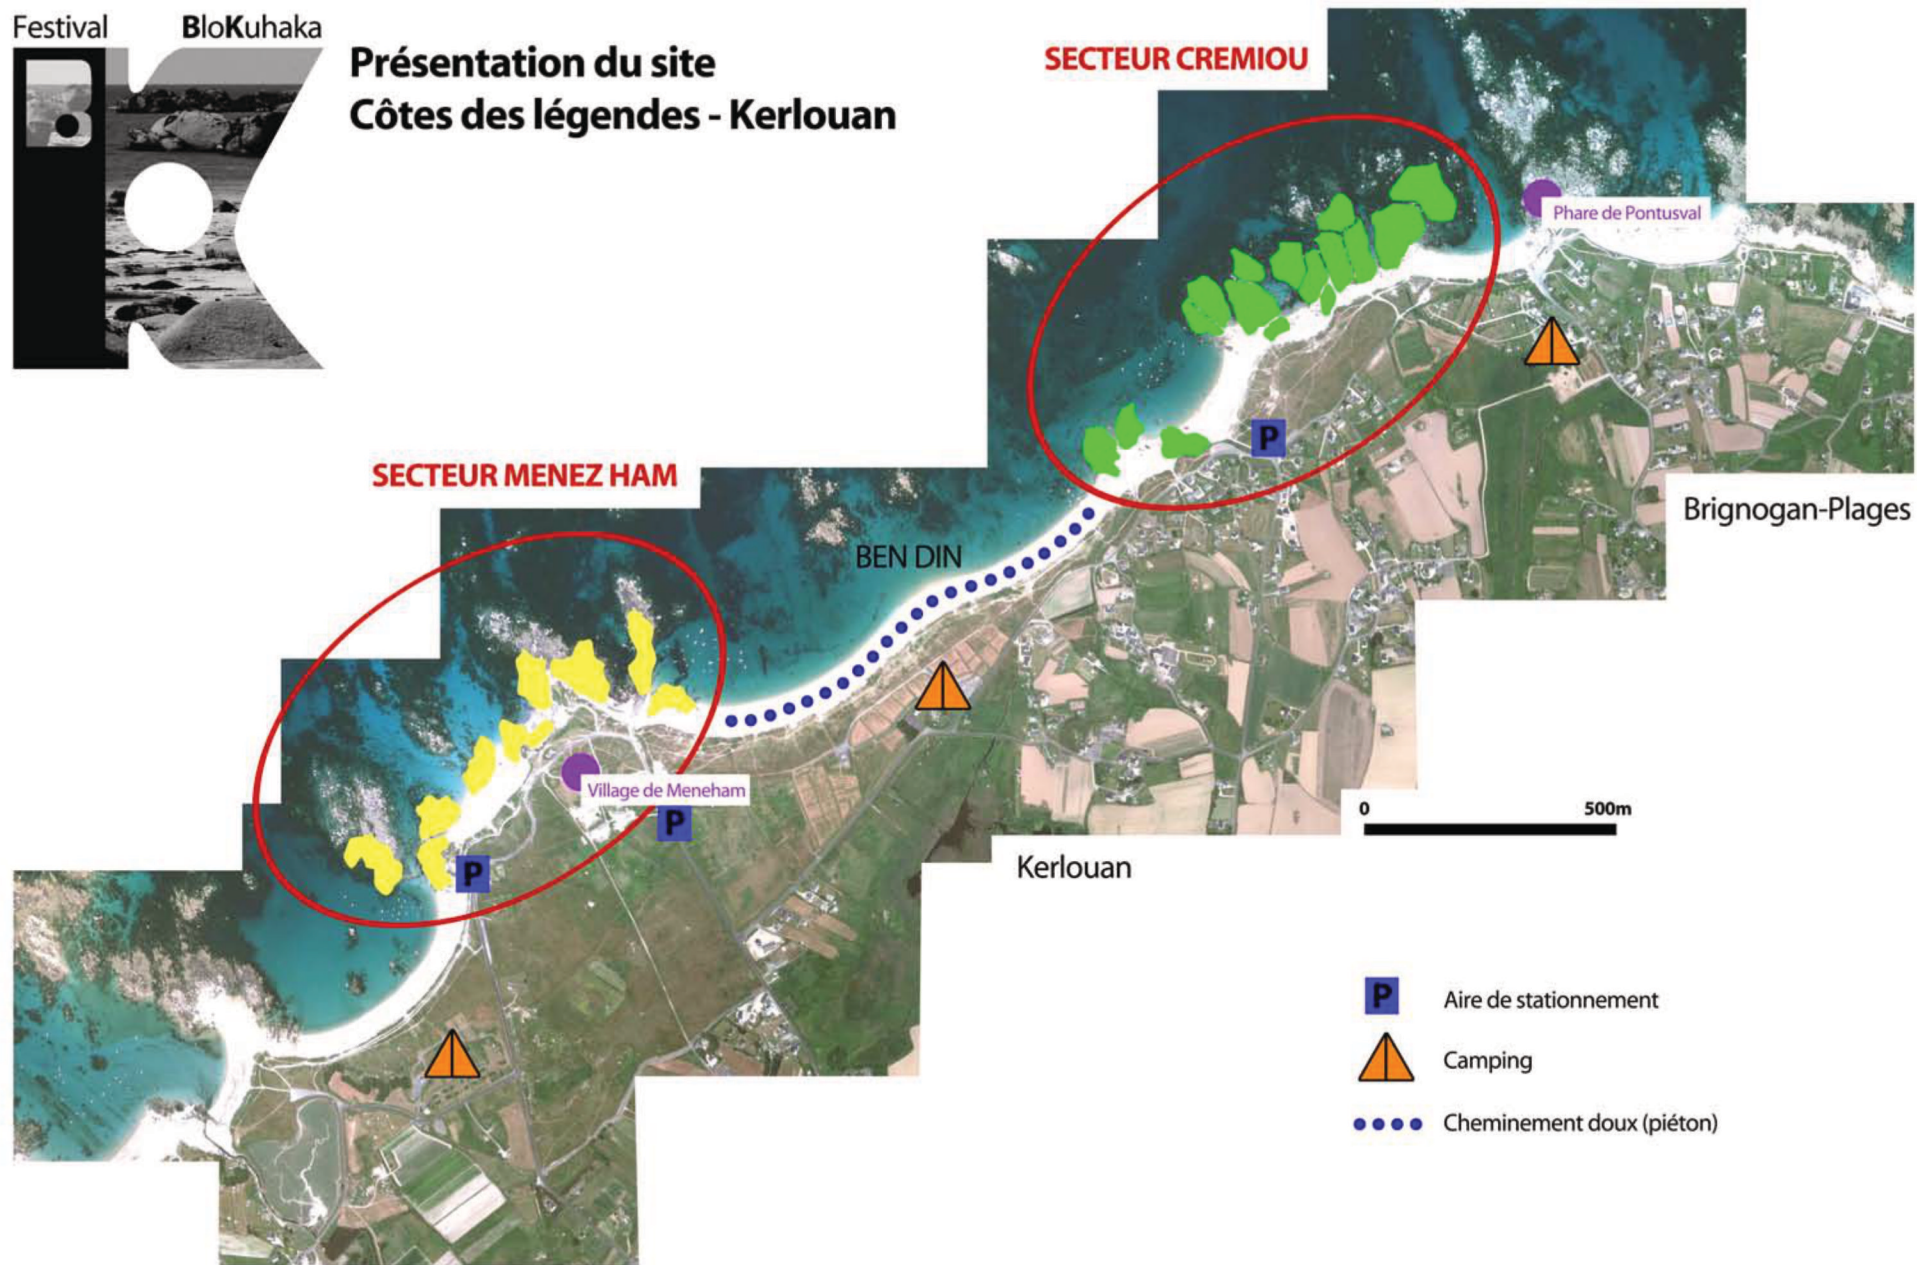 Festival BloKuhaka
BK
Présentation du site
Côtes des légendes - Kerlouan
SECTEUR CREMIOU
Phare de Pontusval
P
Brignogan-Plages
SECTEUR MENEZ HAM
BEN DIN
Village de Meneham
P
P
0 500m
Kerlouan
P Aire de stationnement
Camping
Cheminement doux (piéton)